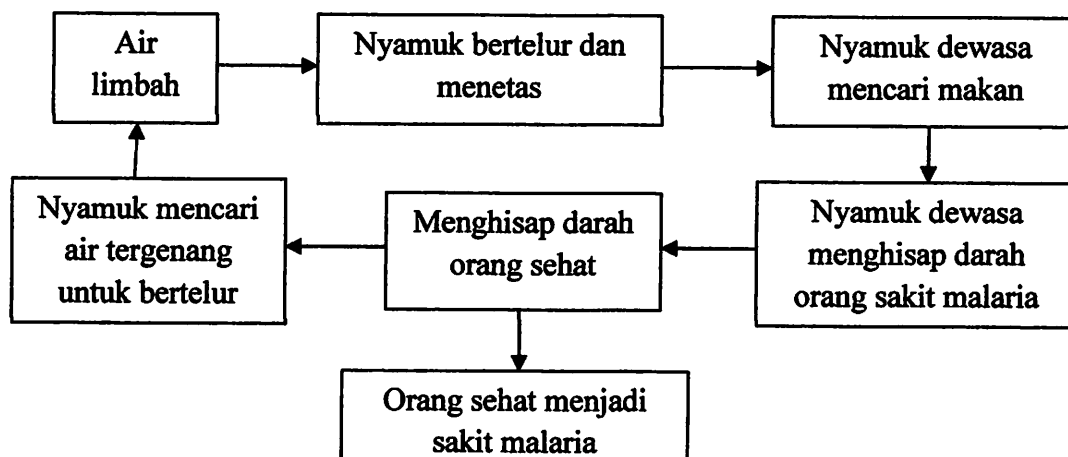 Air
limbah
Nyamuk bertelur dan
menetas
Nyamuk dewasa
mencari makan
Nyamuk dewasa
menghisap darah
orang sakit malaria
Menghisap darah
orang sehat
Nyamuk mencari
air tergenang
untuk bertelur
Orang sehat menjadi
sakit malaria